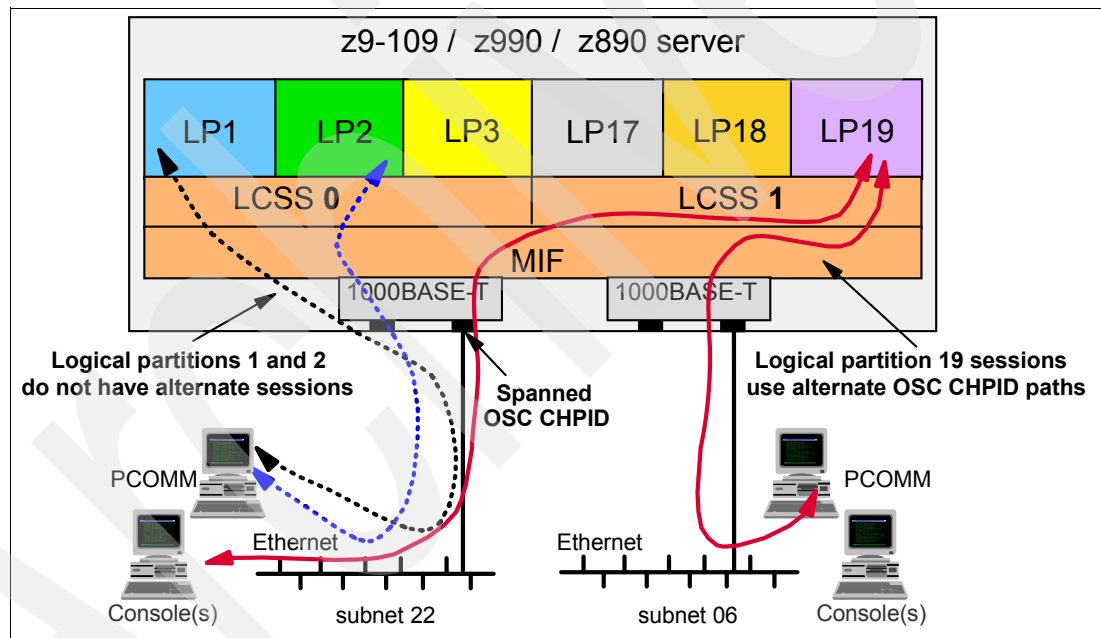 z9-109 / z990 / z890 server
LP1 LP2 LP3 LP17 LP18 LP19
LCSS 0 LCSS 1
MIF
1000BASE-T 1000BASE-T
Logical partitions 1 and 2
do not have alternate sessions
Spanned
OSC CHPID
Logical partition 19 sessions
use alternate OSC CHPID paths
PCOMM
PCOMM
Ethernet
Ethernet
Console(s)
subnet 22
subnet 06
Console(s)